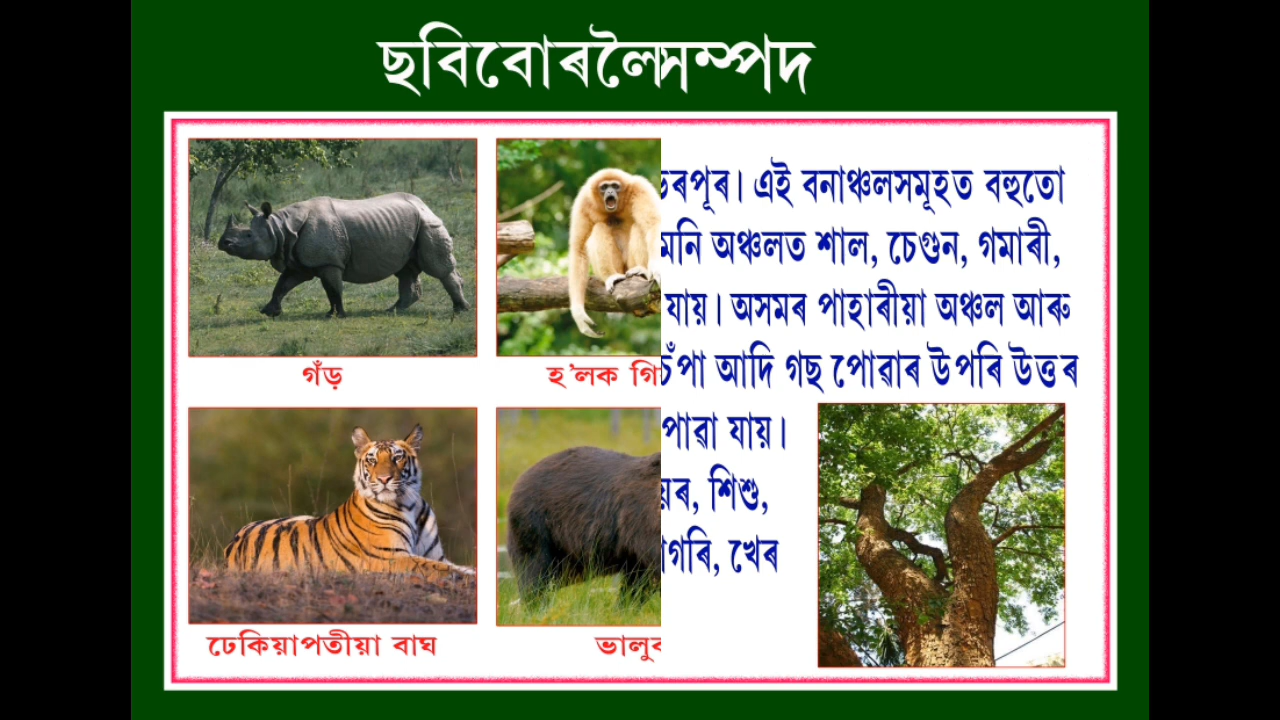 ছবিবোৰলৈসম্পদ
ৰপূৰ। এই বনাঞ্চলসমূহত বহুতো
মনি অঞ্চলত শাল, চেগুন, গমাৰী,
যায়। অসমৰ পাহাৰীয়া অঞ্চল আৰু
চঁপা আদি গছ পোৱাৰ উপৰি উত্তৰ
পোৱা যায়।
ৰ, শিশু,
গৰি, খেৰ
গঁড়
হ'লক গি
ঢেকিয়াপতীয়া বাঘ
ভালু